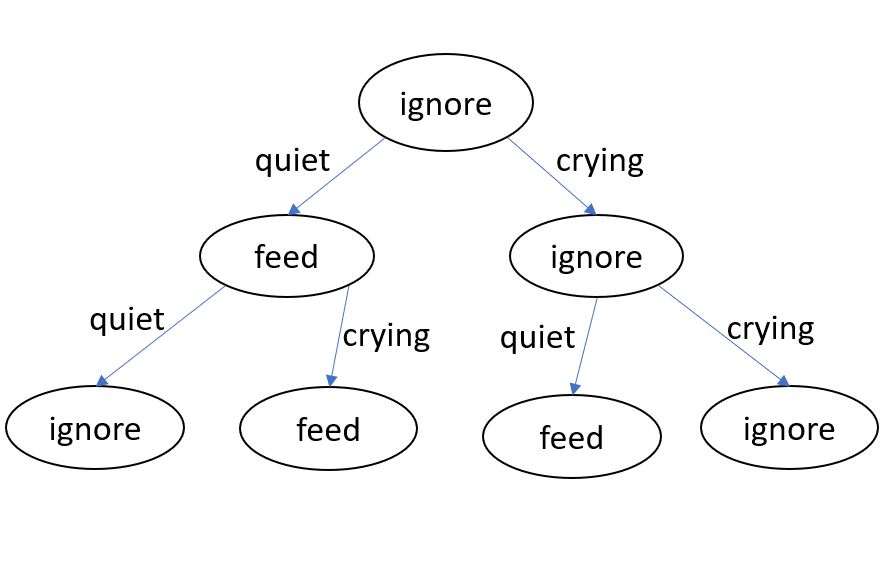 ignore
quiet
crying
feed
ignore
quiet
crying
quiet
crying
ignore
feed
feed
ignore